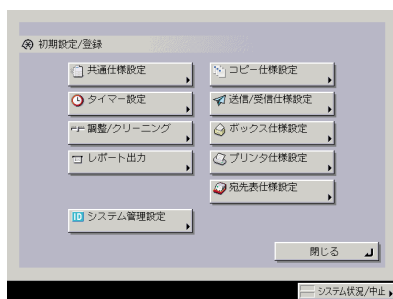 初期設定/登録
共通仕様設定
コピー仕様設定
タイマー設定
送信/受信仕様設定
調整/クリーニング
ボックス仕様設定
レポート出力
プリンタ仕様設定
宛先表仕様設定
ID システム管理設定
閉じる
システム状況/中止